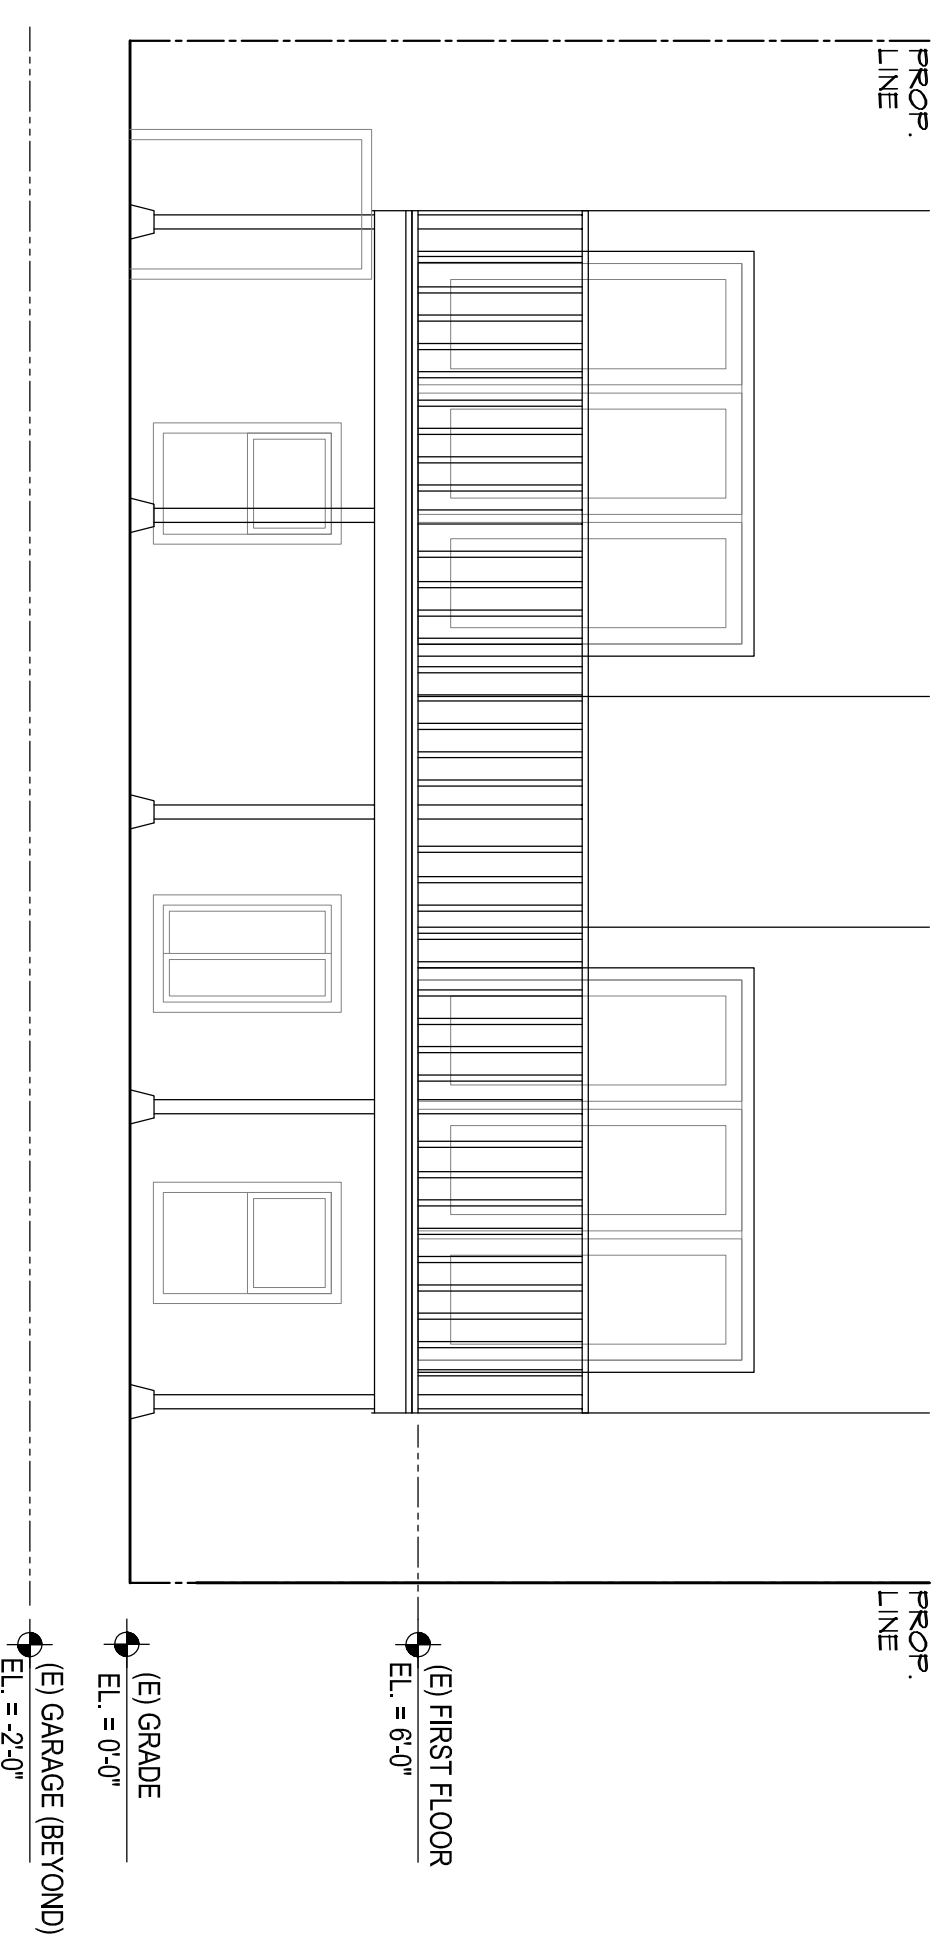 PROP.
LINE
PROP.
LINE
(E) FIRST FLOOR
EL. = 6'-0"
(E) GRADE
EL. = 0'-0"
(E) GARAGE (BEYOND)
EL. = -2'-0"